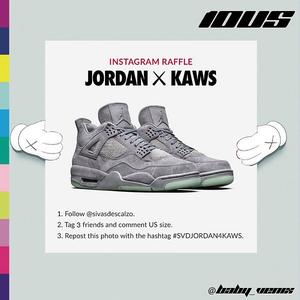 IOUS
INSTAGRAM RAFFLE
JORDAN X KAWS
1. Follow @sivasdescalzo.
2. Tag 3 friends and comment US size.
3. Repost this photo with the hashtag #SVDJORDAN4KAWS.
@baby_venix